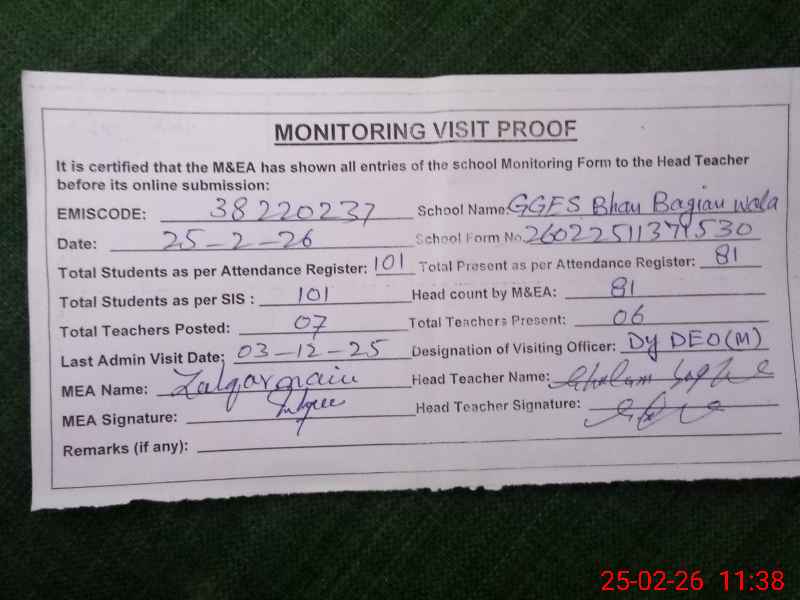 MONITORING VISIT PROOF
It is certified that the M&EA has shown all entries of the school Monitoring Form to the Head Teacher
before its online submission:
EMISCODE: 38220237 School Name: GGES Bhan Bagian Wala
Date: 25-2-26 School Form No.
Total Students as per Attendance Register: 101 Total Present as per Attendance Register: 81
Total Students as per SIS : 101 Head count by M&EA: 81
Total Teachers Posted: 07 Total Teachers Present: 06
Last Admin Visit Date: 03-12-25 Designation of Visiting Officer: Dy DEO(M)
MEA Name: Zulqarnain Head Teacher Name: Ghulam
MEA Signature: Head Teacher Signature:
Remarks (if any):
25-02-26 11:38